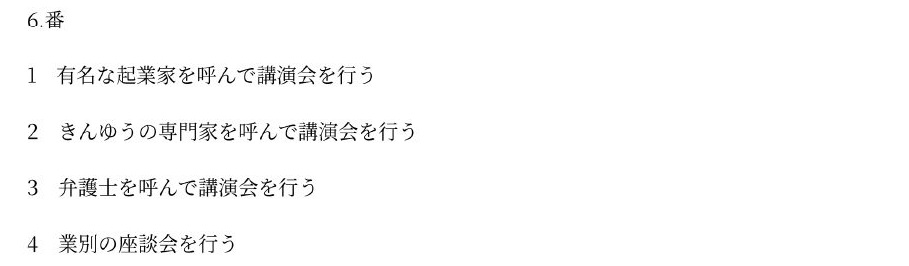 6.番
1　有名な起業家を呼んで講演会を行う
2　きんゆうの専門家を呼んで講演会を行う
3　弁護士を呼んで講演会を行う
4　業別の座談会を行う